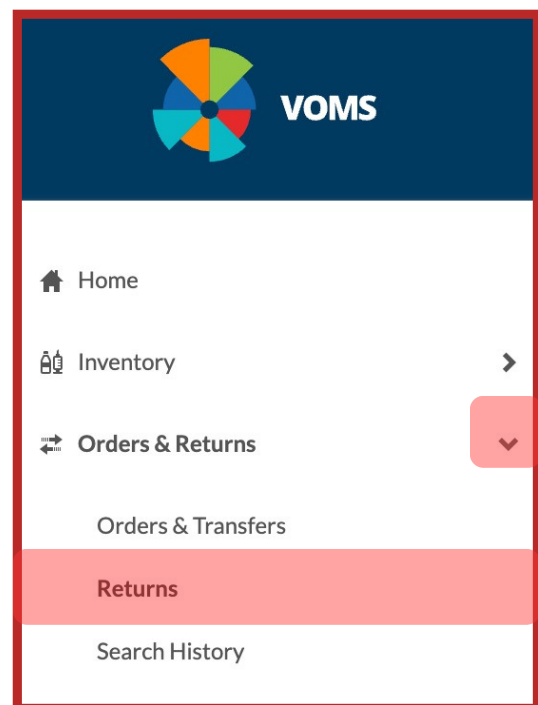 VOMS
Home
Inventory
Orders & Returns
Orders & Transfers
Returns
Search History